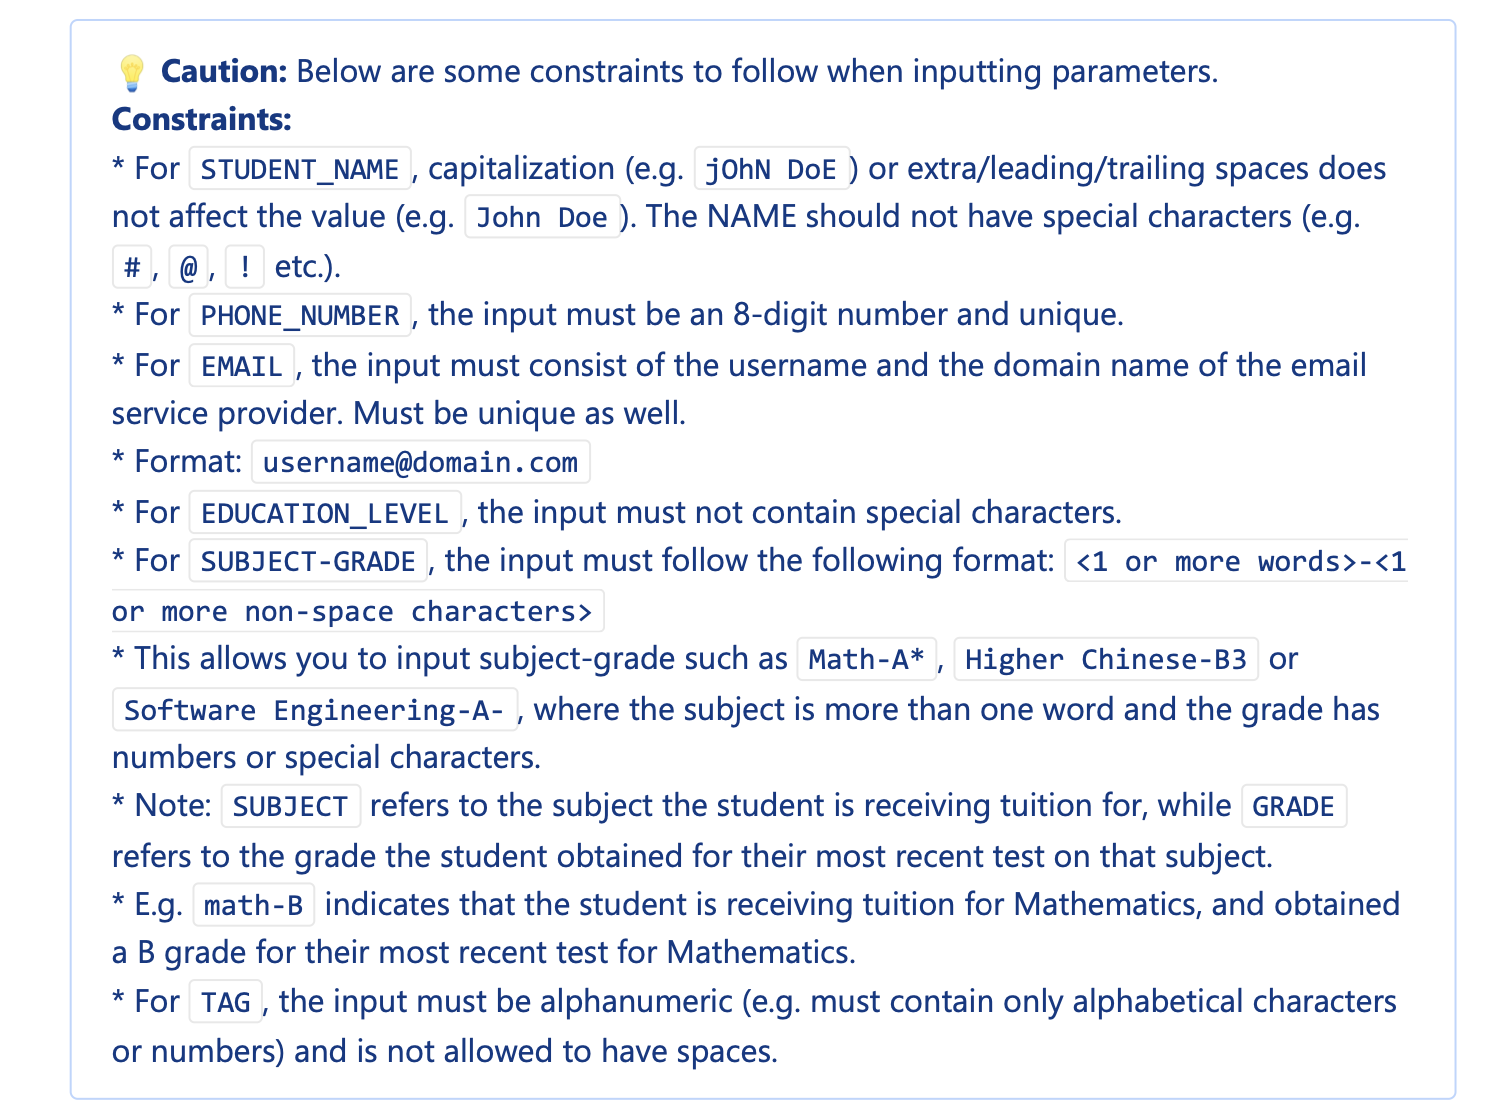 💡 Caution: Below are some constraints to follow when inputting parameters.
Constraints:
* For STUDENT_NAME, capitalization (e.g. jOhN DoE) or extra/leading/trailing spaces does
not affect the value (e.g. John Doe). The NAME should not have special characters (e.g.
#, @, ! etc.).
* For PHONE_NUMBER, the input must be an 8-digit number and unique.
* For EMAIL, the input must consist of the username and the domain name of the email
service provider. Must be unique as well.
* Format: username@domain.com
* For EDUCATION_LEVEL, the input must not contain special characters.
* For SUBJECT-GRADE, the input must follow the following format: <1 or more words>-<1
or more non-space characters>
* This allows you to input subject-grade such as Math-A*, Higher Chinese-B3 or
Software Engineering-A-, where the subject is more than one word and the grade has
numbers or special characters.
* Note: SUBJECT refers to the subject the student is receiving tuition for, while GRADE
refers to the grade the student obtained for their most recent test on that subject.
* E.g. math-B indicates that the student is receiving tuition for Mathematics, and obtained
a B grade for their most recent test for Mathematics.
* For TAG, the input must be alphanumeric (e.g. must contain only alphabetical characters
or numbers) and is not allowed to have spaces.